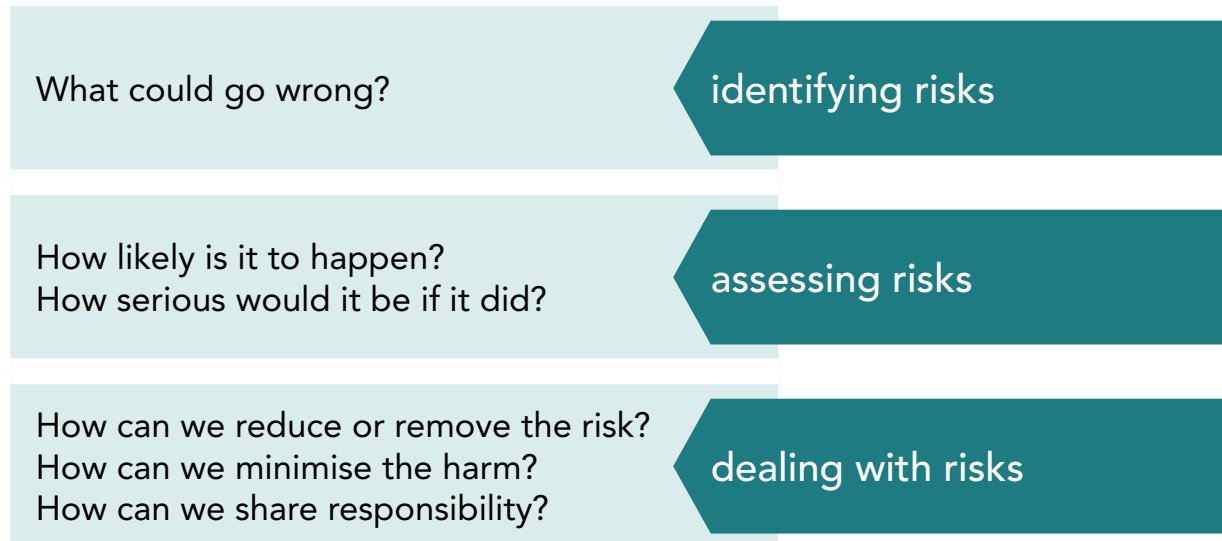 What could go wrong?
identifying risks
How likely is it to happen?
How serious would it be if it did?
assessing risks
How can we reduce or remove the risk?
How can we minimise the harm?
How can we share responsibility?
dealing with risks